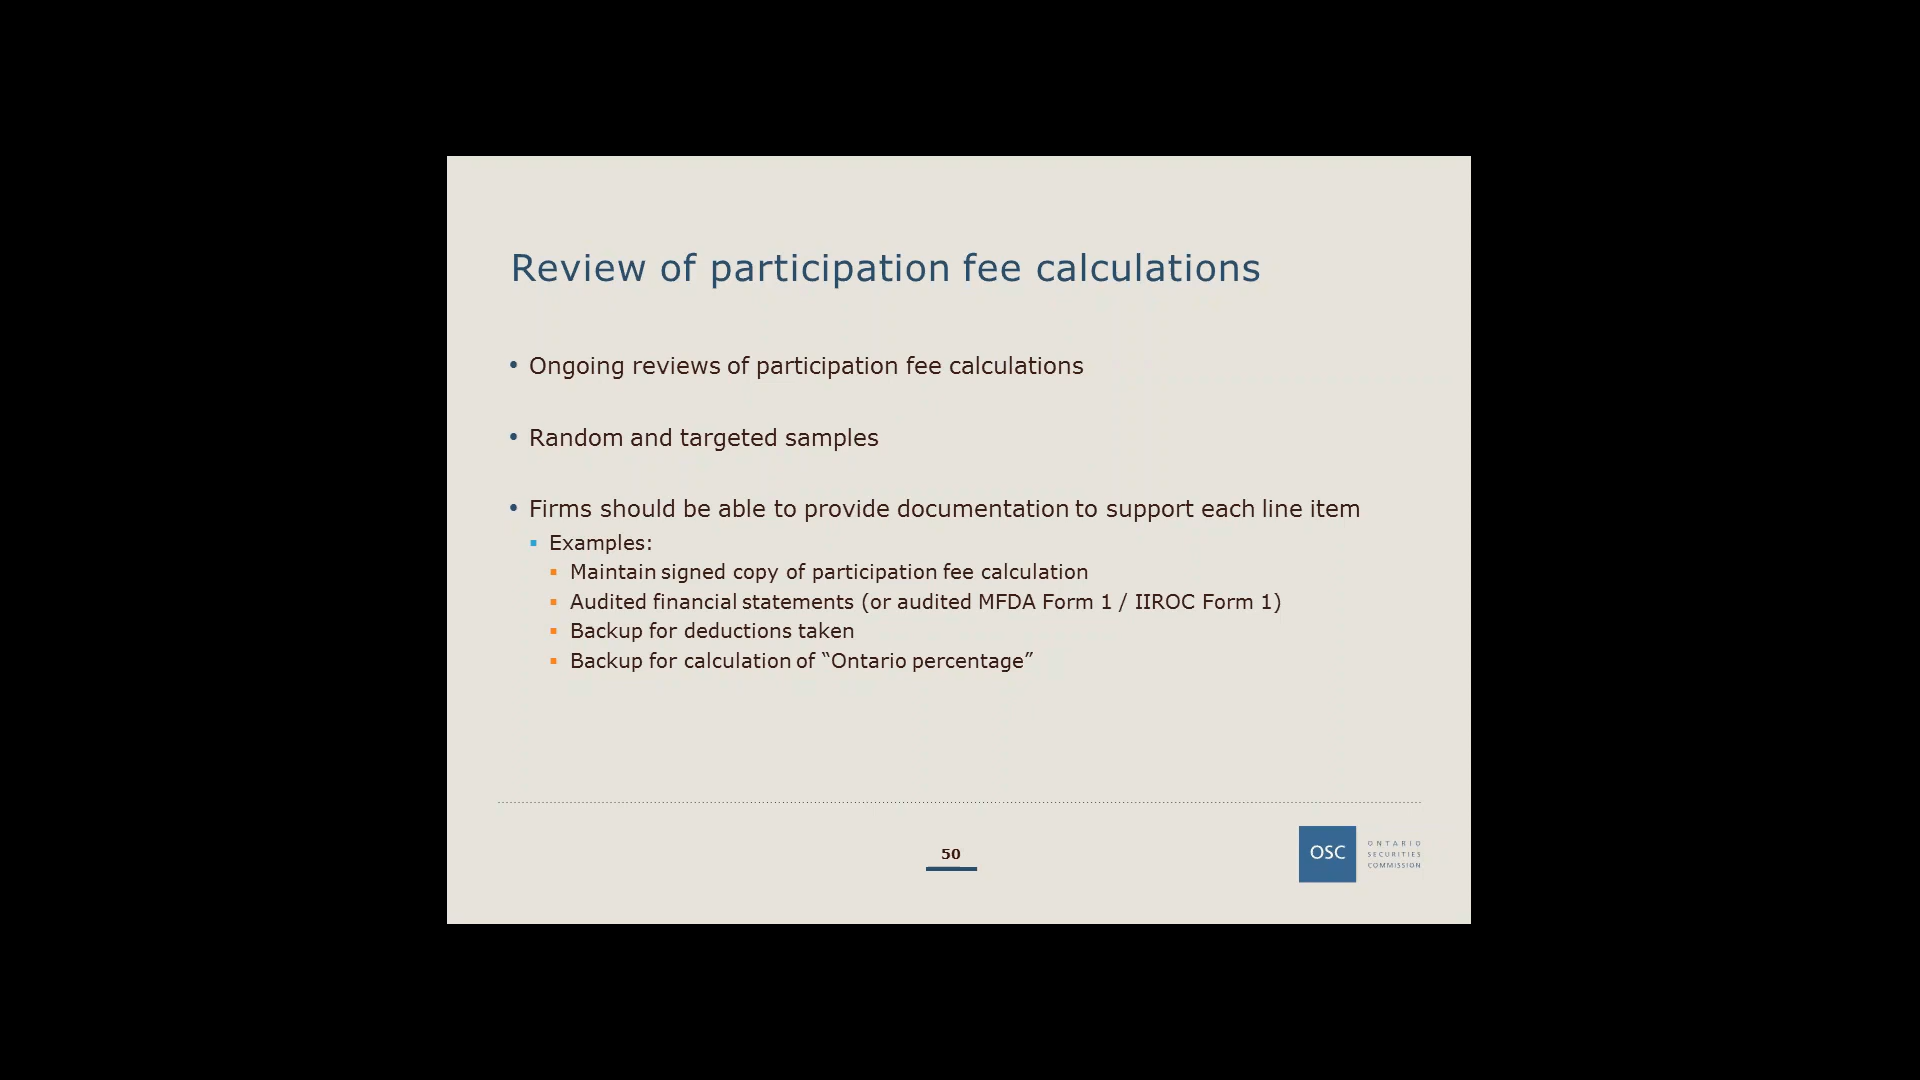 Review of participation fee calculations
• Ongoing reviews of participation fee calculations
• Random and targeted samples
• Firms should be able to provide documentation to support each line item
▪ Examples:
▪ Maintain signed copy of participation fee calculation
▪ Audited financial statements (or audited MFDA Form 1 / IIROC Form 1)
▪ Backup for deductions taken
▪ Backup for calculation of “Ontario percentage”
50
OSC
ONTARIO
SECURITIES
COMMISSION